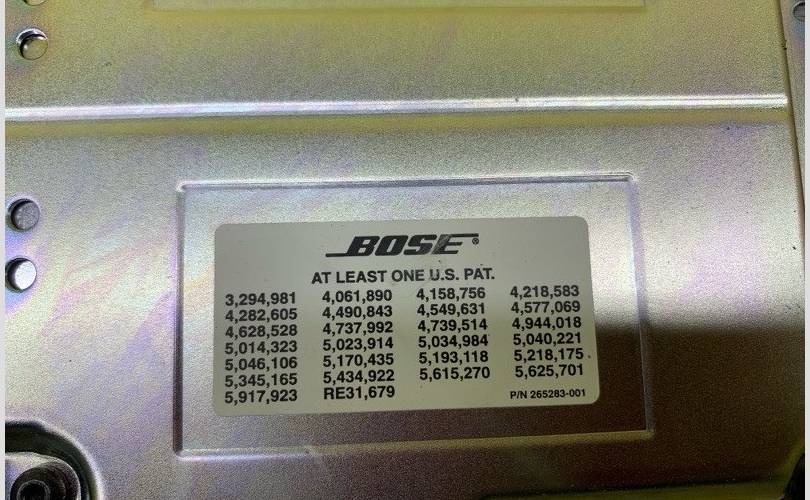 BOSE®
AT LEAST ONE U.S. PAT.
3,294,981 4,061,890 4,158,756 4,218,583
4,282,605 4,490,843 4,549,631 4,577,069
4,628,528 4,737,992 4,739,514 4,944,018
5,014,323 5,023,914 5,034,984 5,040,221
5,046,106 5,170,435 5,193,118 5,218,175
5,345,165 5,434,922 5,615,270 5,625,701
5,917,923 RE31,679 P/N 265283-001